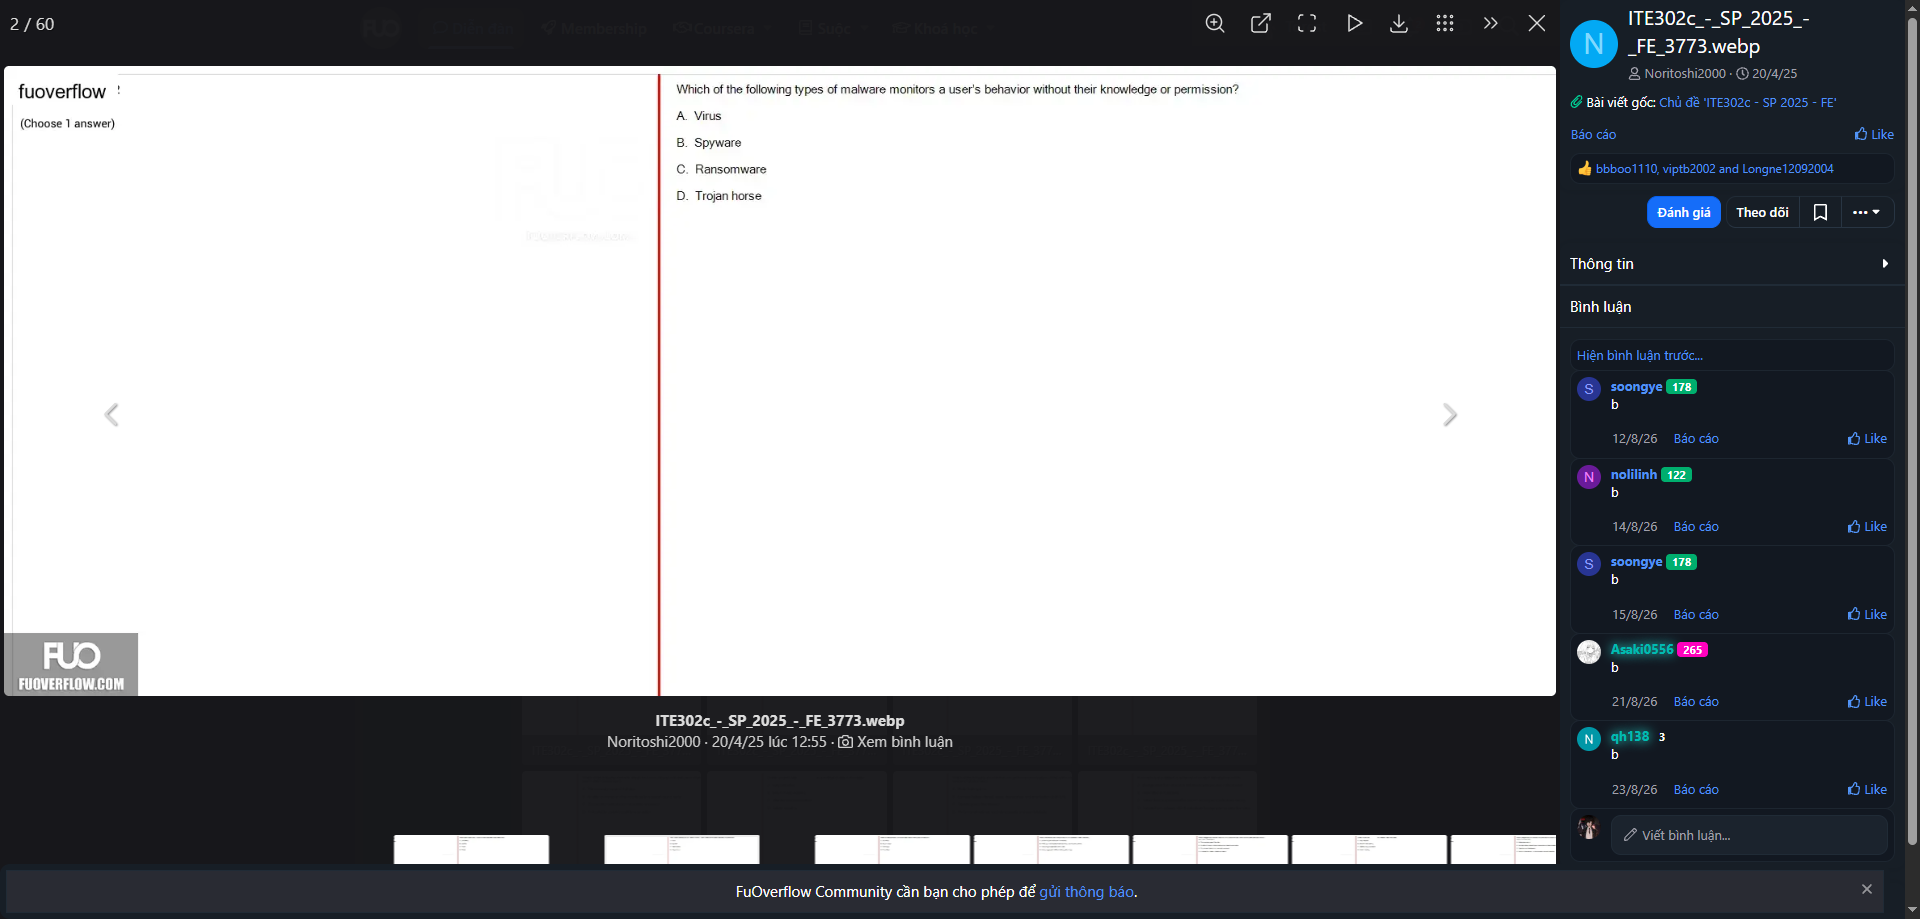 2 / 60
Membership
Coursera
fuoverflow
(Choose 1 answer)
Which of the following types of malware monitors a user's behavior without their knowledge or permission?
A. Virus
B. Spyware
C. Ransomware
D. Trojan horse
FUO
FUOVERFLOW.COM
ITE302c_-_SP_2025_-_FE_3773.webp
Noritoshi2000 · 20/4/25 lúc 12:55 · Xem bình luận
N
ITE302c_-_SP_2025_-
_FE_3773.webp
Noritoshi2000 · 20/4/25
Bài viết gốc: Chủ đề 'ITE302c - SP 2025 - FE'
Báo cáo
Like
bbboo1110, viptb2002 and Longne12092004
Đánh giá
Theo dõi
Thông tin
Bình luận
Hiện bình luận trước...
S
soongye 178
b
12/8/26 Báo cáo Like
N
nolilinh 122
b
14/8/26 Báo cáo Like
S
soongye 178
b
15/8/26 Báo cáo Like
Asaki0556 265
b
21/8/26 Báo cáo Like
N
qh138 3
b
23/8/26 Báo cáo Like
Viết bình luận...
FuOverflow Community cần bạn cho phép để gửi thông báo.